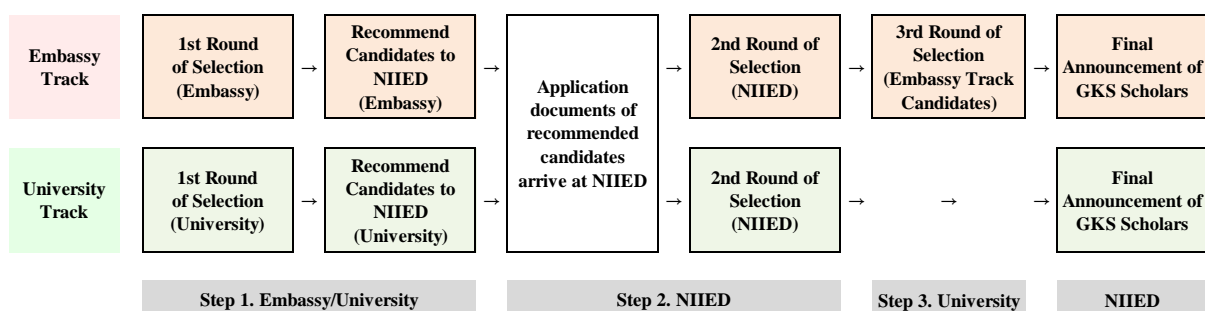 Embassy
Track
1st Round
of Selection
(Embassy)
→
Recommend
Candidates to
NIIED
(Embassy)
→
Application
documents of
recommended
candidates
arrive at NIIED
→
2nd Round of
Selection
(NIIED)
→
3rd Round of
Selection
(Embassy Track
Candidates)
→
Final
Announcement of
GKS Scholars
University
Track
1st Round
of Selection
(University)
→
Recommend
Candidates to
NIIED
(University)
→
→
2nd Round of
Selection
(NIIED)
→
→
→
Final
Announcement of
GKS Scholars
Step 1. Embassy/University
Step 2. NIIED
Step 3. University
NIIED